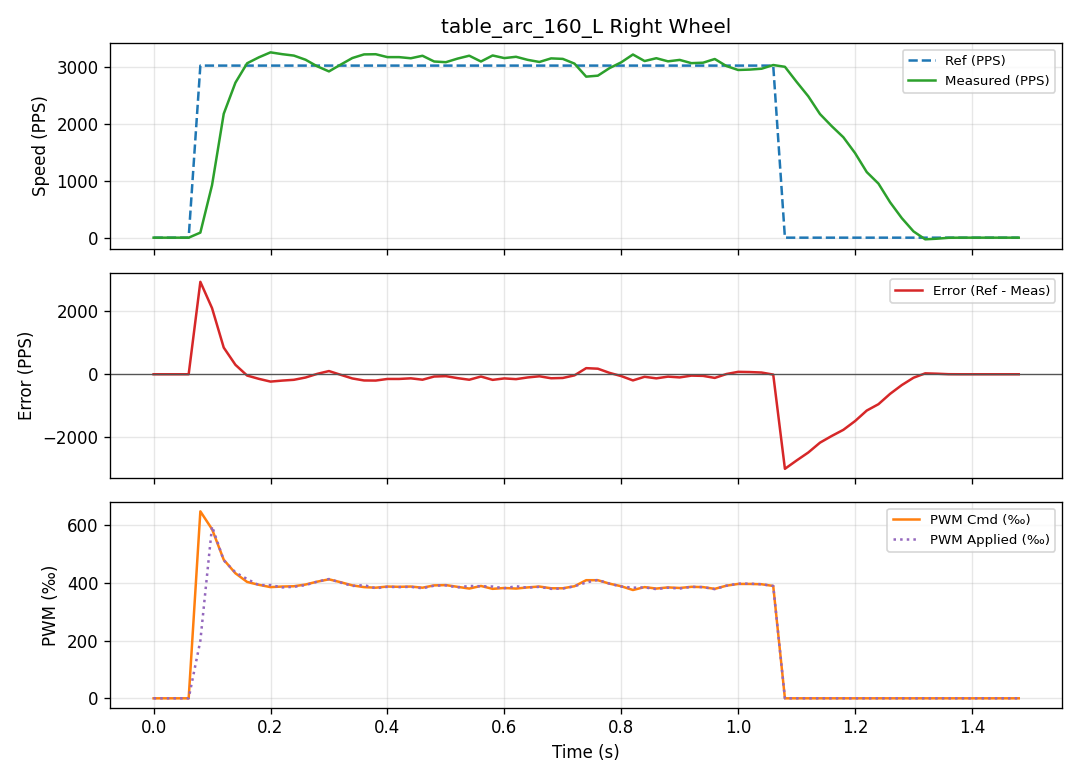 table_arc_160_L Right Wheel
Speed (PPS)
3000
2000
1000
0
Ref (PPS)
Measured (PPS)
Error (PPS)
2000
0
−2000
Error (Ref - Meas)
PWM (‰)
600
400
200
0
PWM Cmd (‰)
PWM Applied (‰)
0.0 0.2 0.4 0.6 0.8 1.0 1.2 1.4
Time (s)